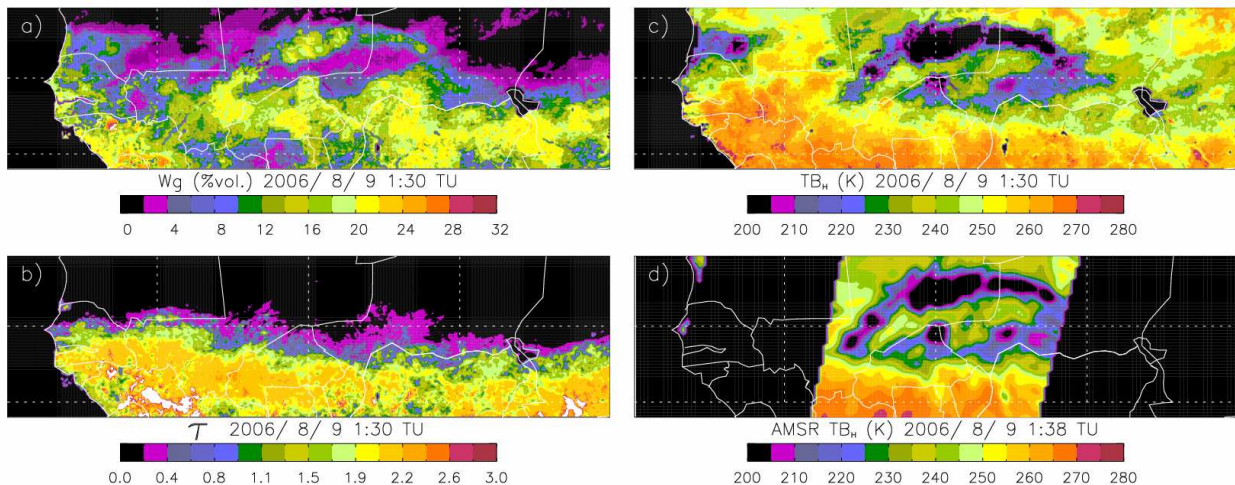 a)
Wg (%vol.) 2006/ 8/ 9 1:30 TU
0 4 8 12 16 20 24 28 32
b)
τ 2006/ 8/ 9 1:30 TU
0.0 0.4 0.8 1.1 1.5 1.9 2.2 2.6 3.0
c)
TBH (K) 2006/ 8/ 9 1:30 TU
200 210 220 230 240 250 260 270 280
d)
AMSR TBH (K) 2006/ 8/ 9 1:38 TU
200 210 220 230 240 250 260 270 280